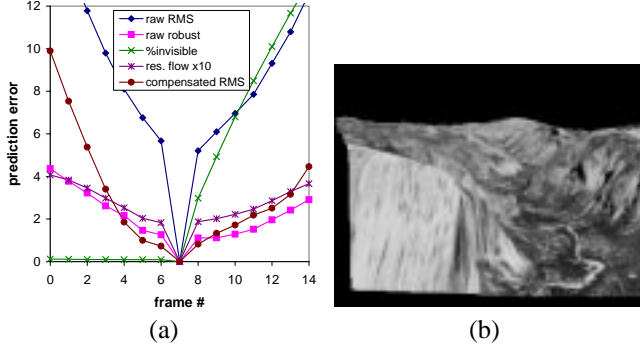 12
10
8
6
4
2
0
prediction error
raw RMS
raw robust
%invisible
res. flow x10
compensated RMS
0 2 4 6 8 10 12 14
frame #
(a) (b)